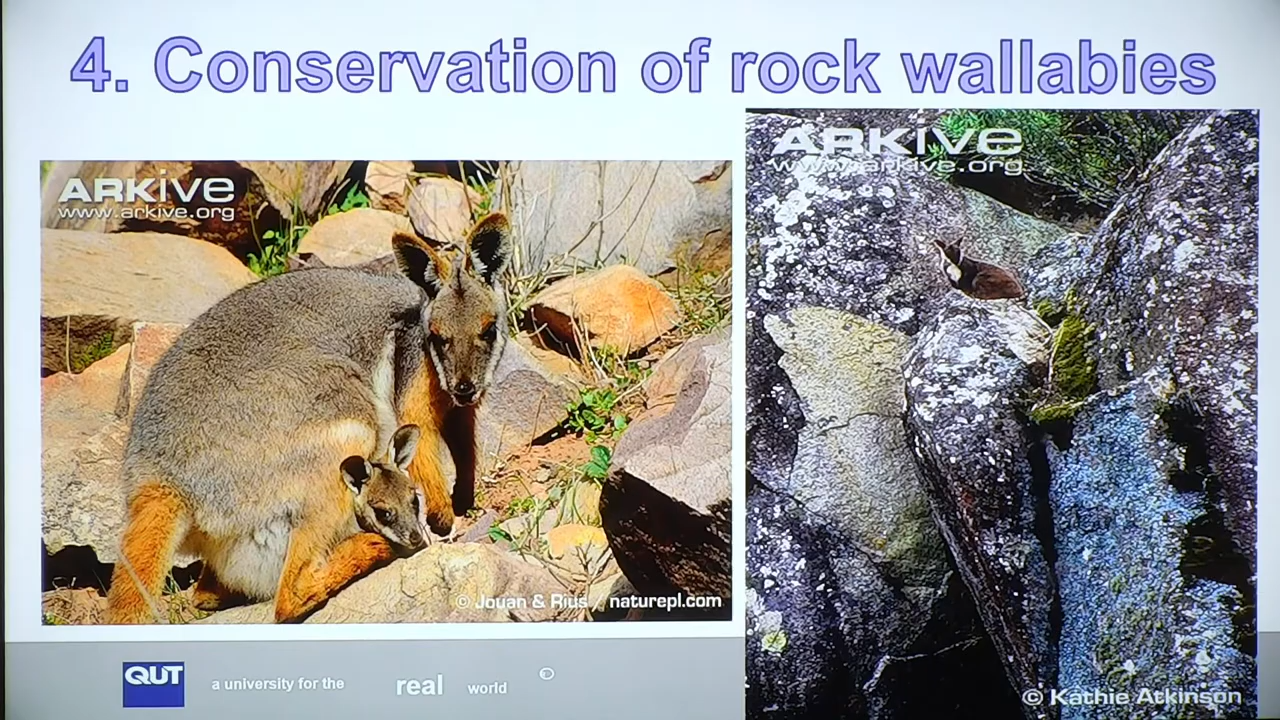 4. Conservation of rock wallabies
ARKive
www.arkive.org
ARKive
www.arkive.org
© Jouan & Rius / naturepl.com
© Kathie Atkinson
QUT
a university for the real world